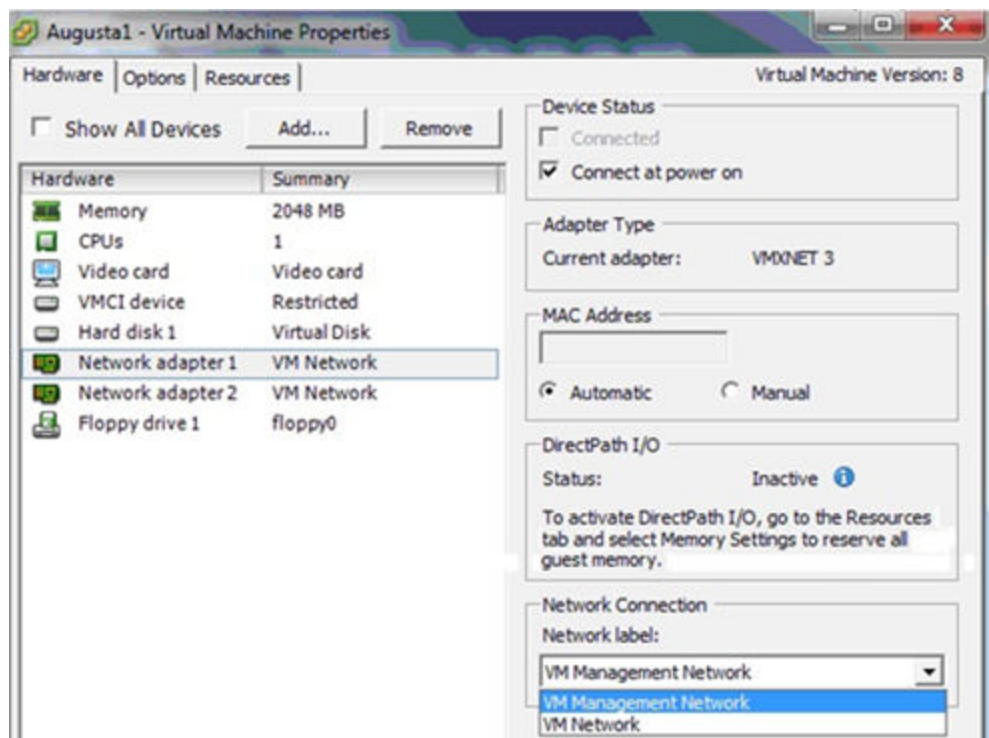 Augusta1 - Virtual Machine Properties
Hardware Options Resources
Virtual Machine Version: 8
Show All Devices
Add...
Remove
Hardware Summary
Memory 2048 MB
CPUs 1
Video card Video card
VMCI device Restricted
Hard disk 1 Virtual Disk
Network adapter 1 VM Network
Network adapter 2 VM Network
Floppy drive 1 floppy0
Device Status
Connected
Connect at power on
Adapter Type
Current adapter: VMXNET 3
MAC Address
Automatic Manual
DirectPath I/O
Status: Inactive
To activate DirectPath I/O, go to the Resources
tab and select Memory Settings to reserve all
guest memory.
Network Connection
Network label:
VM Management Network
VM Management Network
VM Network